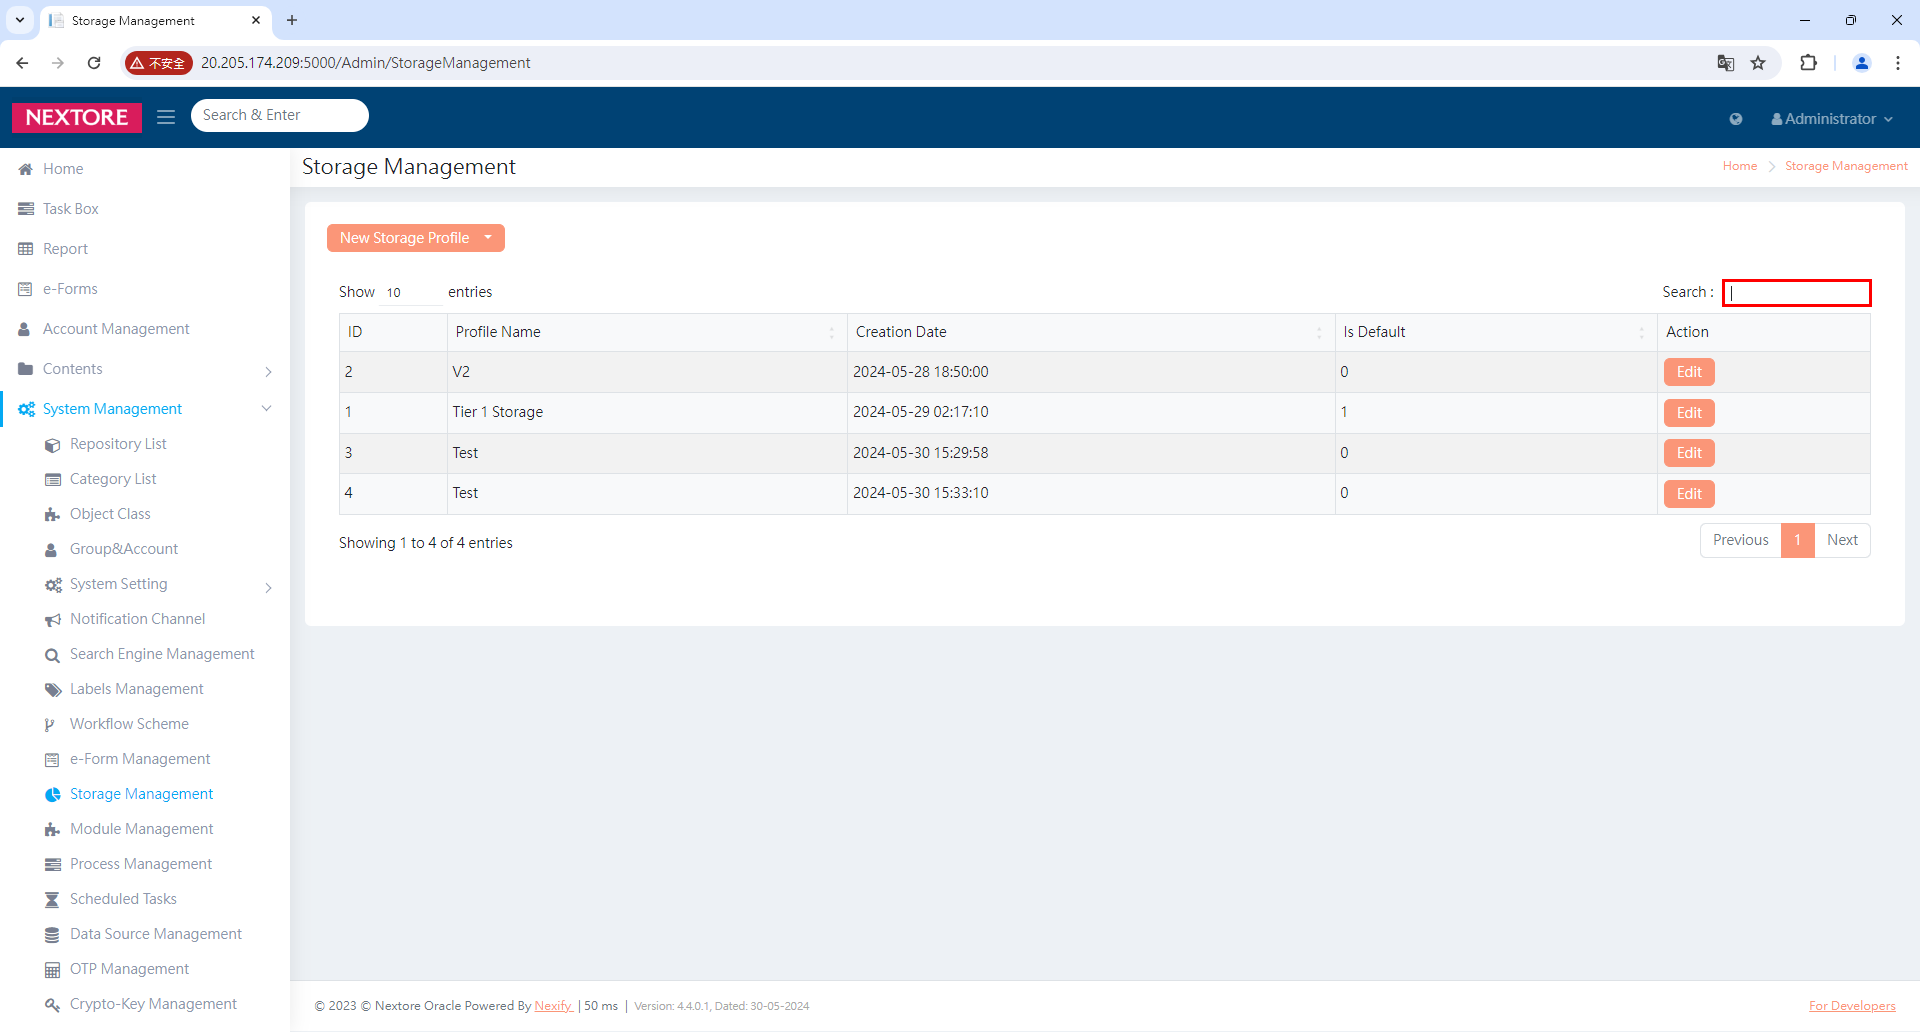 Storage Management
不安全 20.205.174.209:5000/Admin/StorageManagement
NEXTORE Search & Enter Administrator
Home
Task Box
Report
e-Forms
Account Management
Contents
System Management
Repository List
Category List
Object Class
Group&Account
System Setting
Notification Channel
Search Engine Management
Labels Management
Workflow Scheme
e-Form Management
Storage Management
Module Management
Process Management
Scheduled Tasks
Data Source Management
OTP Management
Crypto-Key Management
Storage Management Home Storage Management
New Storage Profile
Show 10 entries Search :
ID Profile Name Creation Date Is Default Action
2 V2 2024-05-28 18:50:00 0 Edit
1 Tier 1 Storage 2024-05-29 02:17:10 1 Edit
3 Test 2024-05-30 15:29:58 0 Edit
4 Test 2024-05-30 15:33:10 0 Edit
Showing 1 to 4 of 4 entries Previous 1 Next
© 2023 © Nextore Oracle Powered By Nexify | 50 ms | Version: 4.4.0.1, Dated: 30-05-2024 For Developers